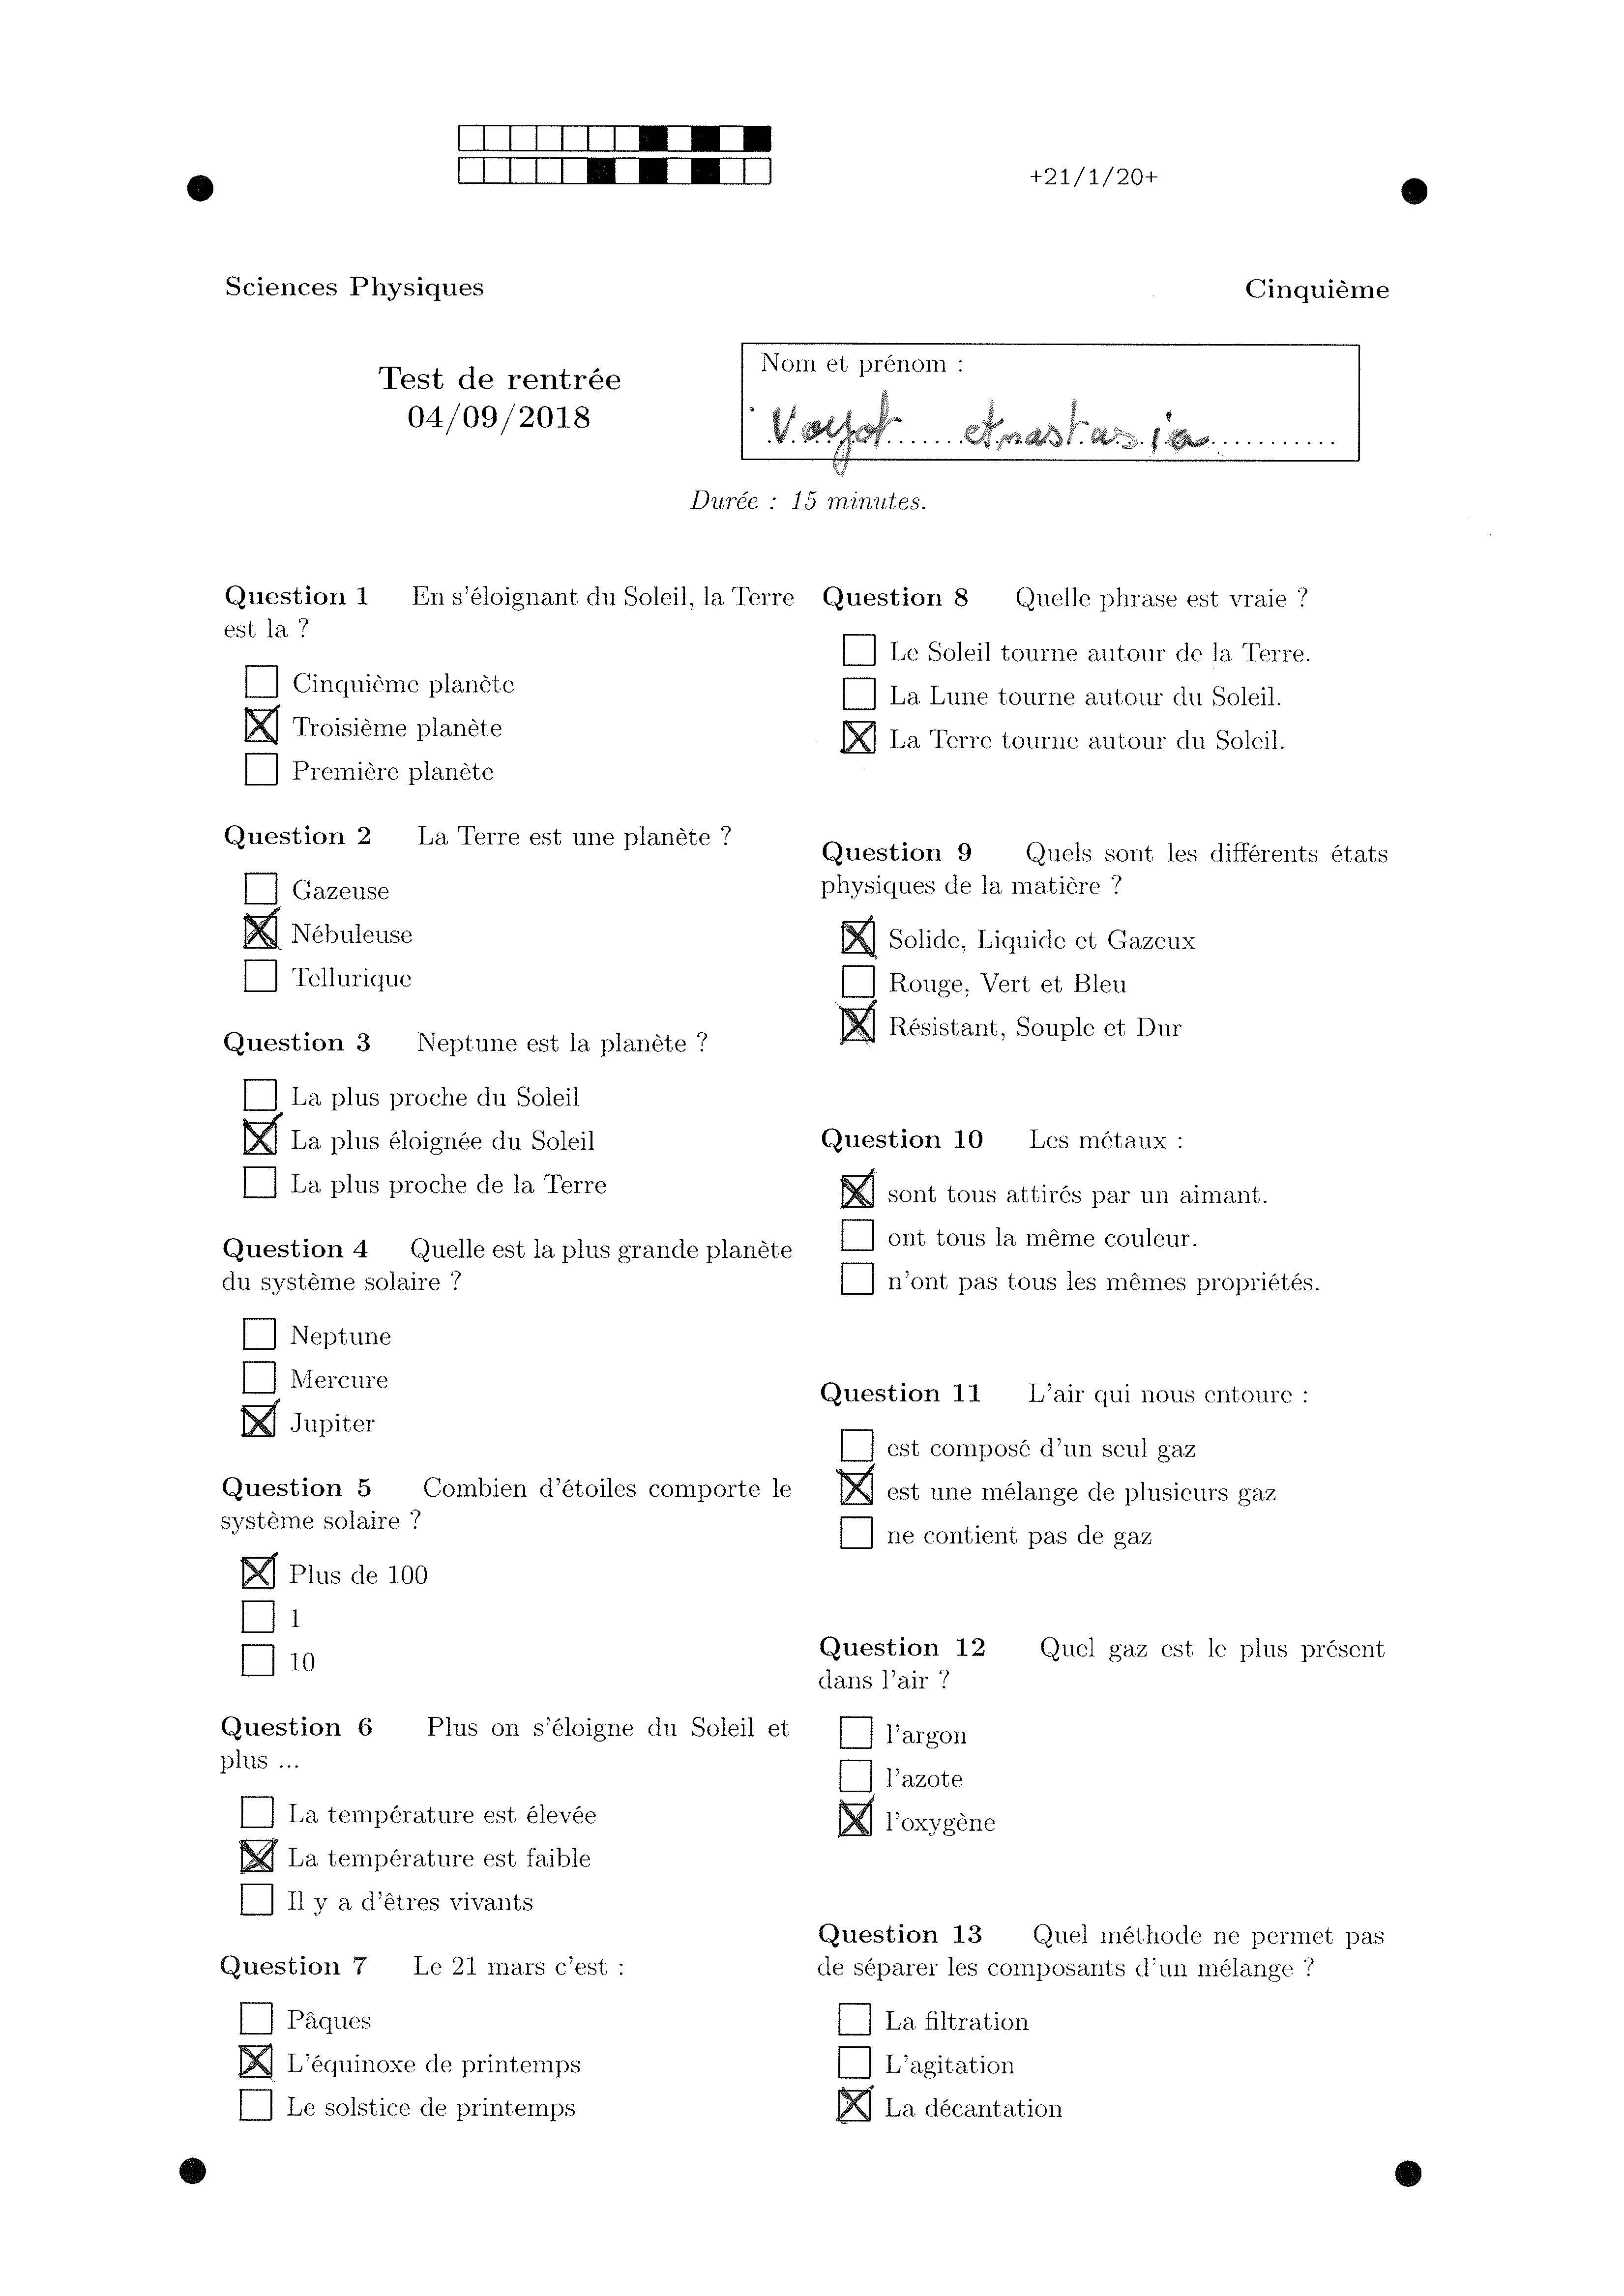 +21/1/20+
Sciences Physiques
Cinquième
Test de rentrée
04/09/2018
Nom et prénom :
Voyot Anastasia
Durée : 15 minutes.
Question 1 En s'éloignant du Soleil, la Terre
est la ?
Cinquième planète
Troisième planète
Première planète
Question 2 La Terre est une planète ?
Gazeuse
Nébuleuse
Tellurique
Question 3 Neptune est la planète ?
La plus proche du Soleil
La plus éloignée du Soleil
La plus proche de la Terre
Question 4 Quelle est la plus grande planète
du système solaire ?
Neptune
Mercure
Jupiter
Question 5 Combien d'étoiles comporte le
système solaire ?
Plus de 100
1
10
Question 6 Plus on s'éloigne du Soleil et
plus ...
La température est élevée
La température est faible
Il y a d'êtres vivants
Question 7 Le 21 mars c'est :
Pâques
L'équinoxe de printemps
Le solstice de printemps
Question 8 Quelle phrase est vraie ?
Le Soleil tourne autour de la Terre.
La Lune tourne autour du Soleil.
La Terre tourne autour du Soleil.
Question 9 Quels sont les différents états
physiques de la matière ?
Solide, Liquide et Gazeux
Rouge, Vert et Bleu
Résistant, Souple et Dur
Question 10 Les métaux :
sont tous attirés par un aimant.
ont tous la même couleur.
n'ont pas tous les mêmes propriétés.
Question 11 L'air qui nous entoure :
est composé d'un seul gaz
est une mélange de plusieurs gaz
ne contient pas de gaz
Question 12 Quel gaz est le plus présent
dans l'air ?
l'argon
l'azote
l'oxygène
Question 13 Quel méthode ne permet pas
de séparer les composants d'un mélange ?
La filtration
L'agitation
La décantation